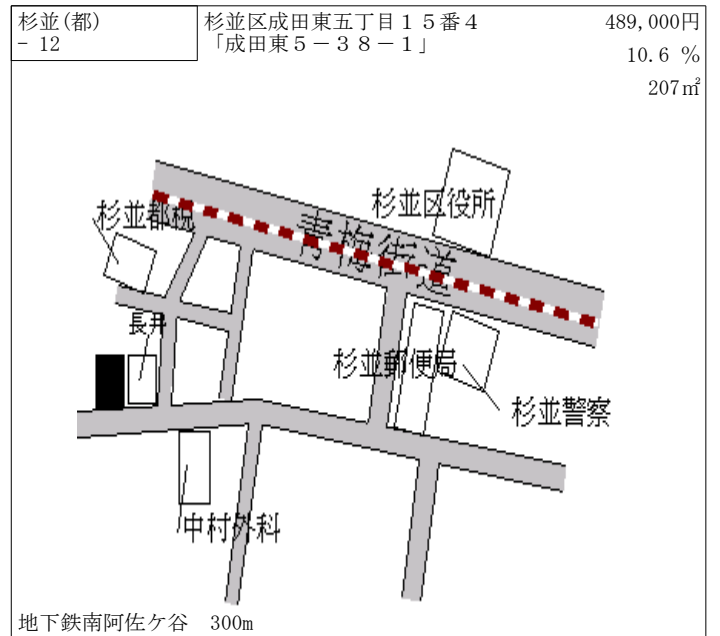 杉並(都)
- 12
杉並区成田東五丁目１５番４
「成田東５－３８－１」
489,000円
10.6 %
207㎡
杉並区役所
杉並都税
青梅街道
長井
杉並郵便局
杉並警察
中村外科
地下鉄南阿佐ケ谷 300m